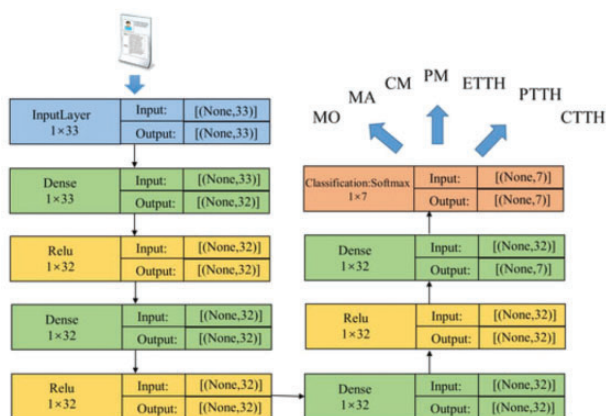 InputLayer
1×33
Input: [(None,33)]
Output: [(None,33)]
Dense
1×33
Input: [(None,33)]
Output: [(None,32)]
Relu
1×32
Input: [(None,32)]
Output: [(None,32)]
Dense
1×32
Input: [(None,32)]
Output: [(None,32)]
Relu
1×32
Input: [(None,32)]
Output: [(None,32)]
Dense
1×32
Input: [(None,32)]
Output: [(None,32)]
Relu
1×32
Input: [(None,32)]
Output: [(None,32)]
Dense
1×32
Input: [(None,32)]
Output: [(None,7)]
Classification:Softmax
1×7
Input: [(None,7)]
Output: [(None,7)]
MO
MA
CM
PM
ETTH
PTTH
CTTH